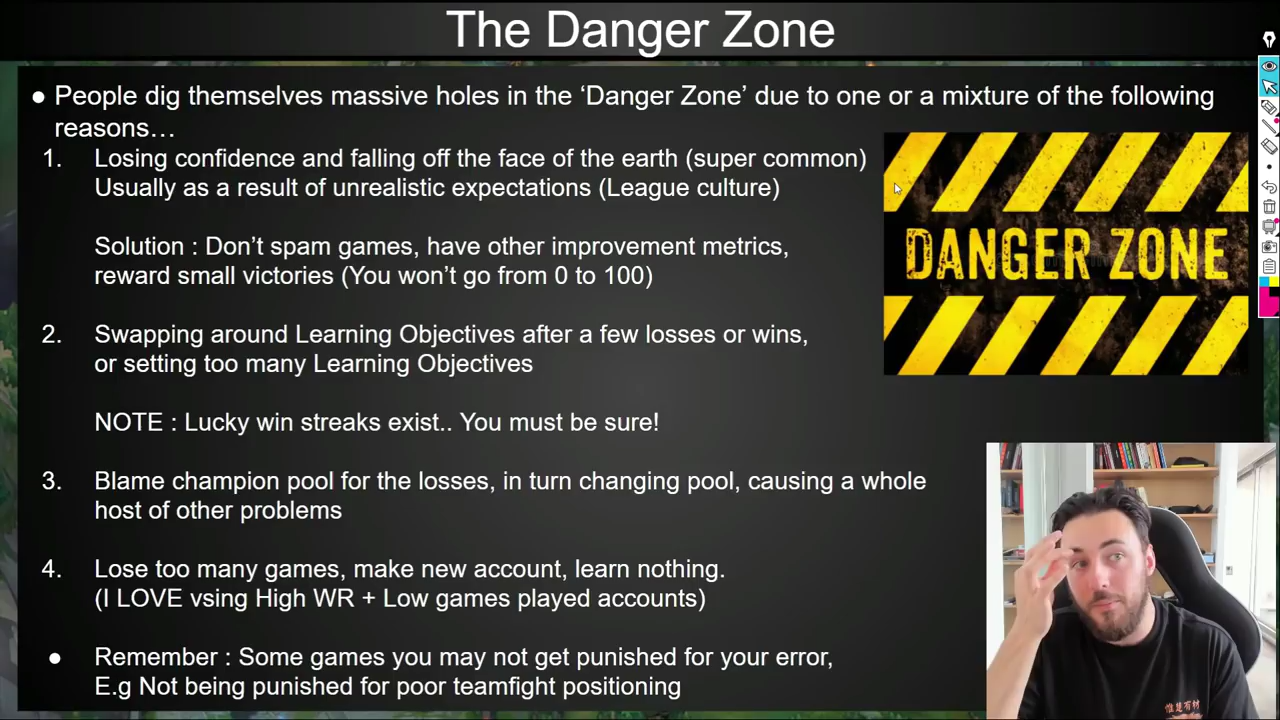 The Danger Zone
● People dig themselves massive holes in the ‘Danger Zone’ due to one or a mixture of the following
reasons…
1. Losing confidence and falling off the face of the earth (super common)
Usually as a result of unrealistic expectations (League culture)
Solution : Don’t spam games, have other improvement metrics,
reward small victories (You won’t go from 0 to 100)
DANGER ZONE
2. Swapping around Learning Objectives after a few losses or wins,
or setting too many Learning Objectives
NOTE : Lucky win streaks exist.. You must be sure!
3. Blame champion pool for the losses, in turn changing pool, causing a whole
host of other problems
4. Lose too many games, make new account, learn nothing.
(I LOVE vsing High WR + Low games played accounts)
● Remember : Some games you may not get punished for your error,
E.g Not being punished for poor teamfight positioning